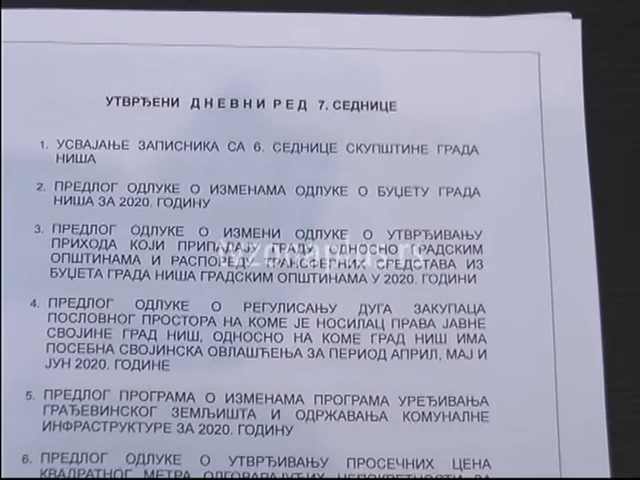 УТВРЂЕНИ ДНЕВНИ РЕД 7. СЕДНИЦЕ
1. УСВАЈАЊЕ ЗАПИСНИКА СА 6. СЕДНИЦЕ СКУПШТИНЕ ГРАДА
НИША
2. ПРЕДЛОГ ОДЛУКЕ О ИЗМЕНАМА ОДЛУКЕ О БУЏЕТУ ГРАДА
НИША ЗА 2020. ГОДИНУ
3. ПРЕДЛОГ ОДЛУКЕ О ИЗМЕНИ ОДЛУКЕ О УТВРЂИВАЊУ
ПРИХОДА КОЈИ ПРИПАДАЈУ ГРАДУ, ОДНОСНО ГРАДСКИМ
ОПШТИНАМА И РАСПОРЕДУ ТРАНСФЕРНИХ СРЕДСТАВА ИЗ
БУЏЕТА ГРАДА НИША ГРАДСКИМ ОПШТИНАМА У 2020. ГОДИНИ
4. ПРЕДЛОГ ОДЛУКЕ О РЕГУЛИСАЊУ ДУГА ЗАКУПАЦА
ПОСЛОВНОГ ПРОСТОРА НА КОМЕ ЈЕ НОСИЛАЦ ПРАВА ЈАВНЕ
СВОЈИНЕ ГРАД НИШ, ОДНОСНО НА КОМЕ ГРАД НИШ ИМА
ПОСЕБНА СВОЈИНСКА ОВЛАШЋЕЊА ЗА ПЕРИОД АПРИЛ, МАЈ И
ЈУН 2020. ГОДИНЕ
5. ПРЕДЛОГ ПРОГРАМА О ИЗМЕНАМА ПРОГРАМА УРЕЂИВАЊА
ГРАЂЕВИНСКОГ ЗЕМЉИШТА И ОДРЖАВАЊА КОМУНАЛНЕ
ИНФРАСТРУКТУРЕ ЗА 2020. ГОДИНУ
6. ПРЕДЛОГ ОДЛУКЕ О УТВРЂИВАЊУ ПРОСЕЧНИХ ЦЕНА
КВАДРАТНОГ МЕТРА ОДГОВАРАЈУЋИХ НЕПОКРЕТНОСТИ ЗА